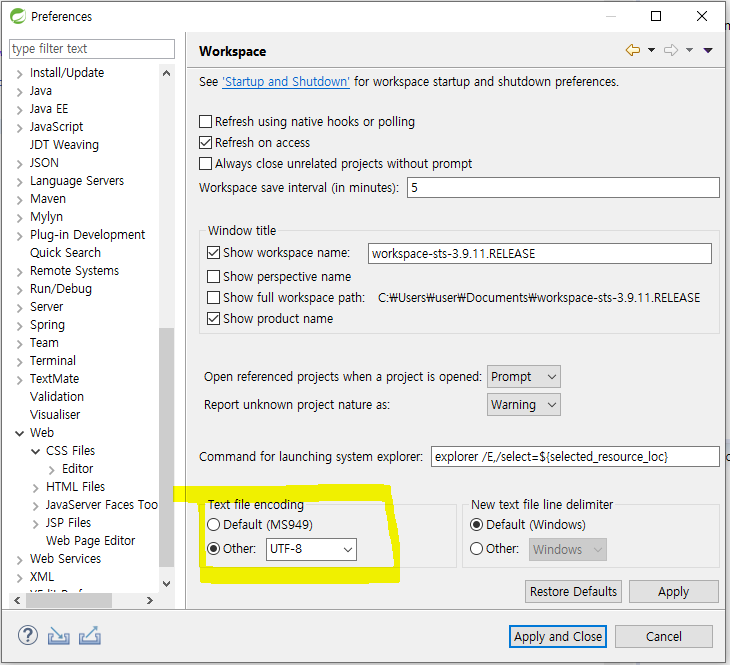 Preferences
type filter text
Install/Update
Java
Java EE
JavaScript
JDT Weaving
JSON
Language Servers
Maven
Mylyn
Plug-in Development
Quick Search
Remote Systems
Run/Debug
Server
Spring
Team
Terminal
TextMate
Validation
Visualiser
Web
CSS Files
Editor
HTML Files
JavaServer Faces Too
JSP Files
Web Page Editor
Web Services
XML
Workspace
See 'Startup and Shutdown' for workspace startup and shutdown preferences.
Refresh using native hooks or polling
Refresh on access
Always close unrelated projects without prompt
Workspace save interval (in minutes): 5
Window title
Show workspace name: workspace-sts-3.9.11.RELEASE
Show perspective name
Show full workspace path: C:₩Users₩user₩Documents₩workspace-sts-3.9.11.RELEASE
Show product name
Open referenced projects when a project is opened: Prompt
Report unknown project nature as: Warning
Command for launching system explorer: explorer /E,/select=${selected_resource_loc}
Text file encoding
Default (MS949)
Other: UTF-8
New text file line delimiter
Default (Windows)
Other: Windows
Restore Defaults
Apply
?
Apply and Close
Cancel